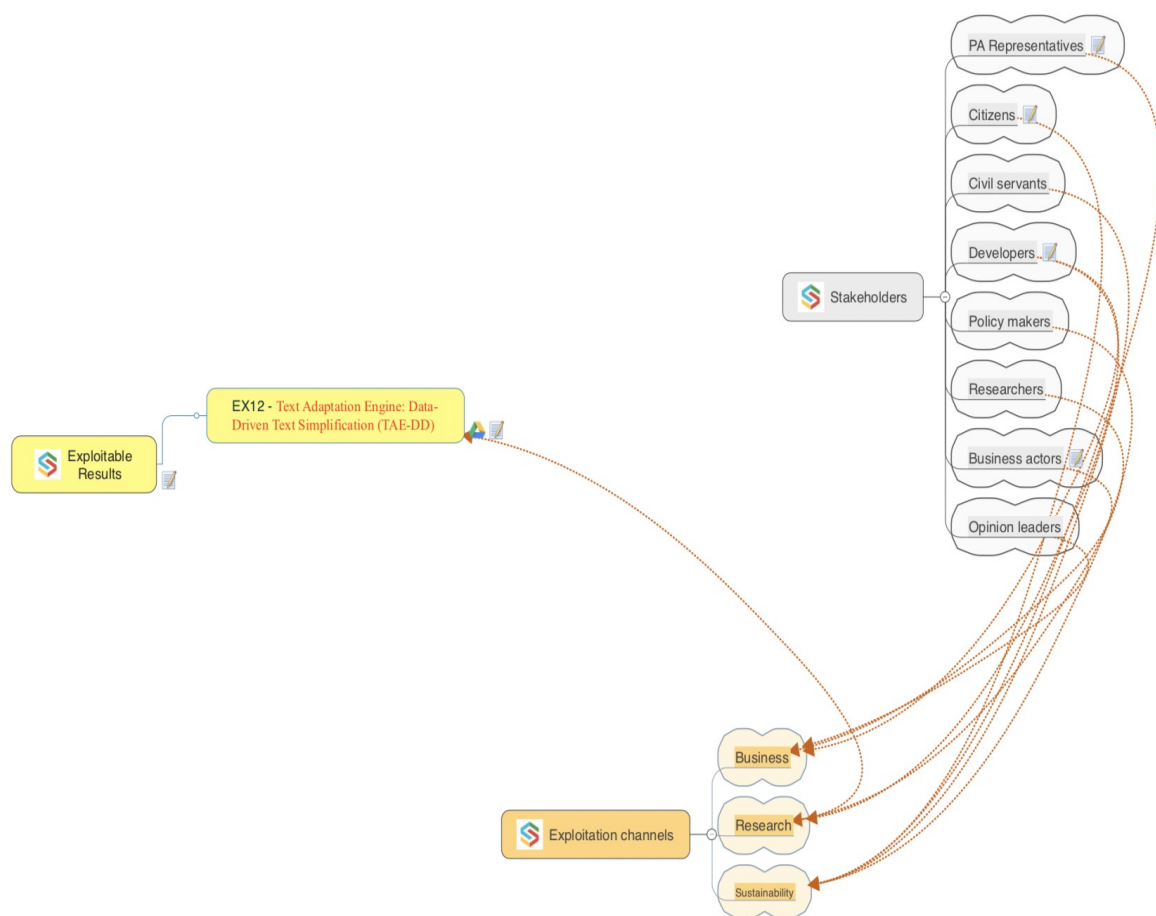 PA Representatives
Citizens
Civil servants
Developers
Stakeholders
Policy makers
Researchers
EX12 - Text Adaptation Engine: Data-
Driven Text Simplification (TAE-DD)
Exploitable
Results
Business actors
Opinion leaders
Business
Exploitation channels
Research
Sustainability